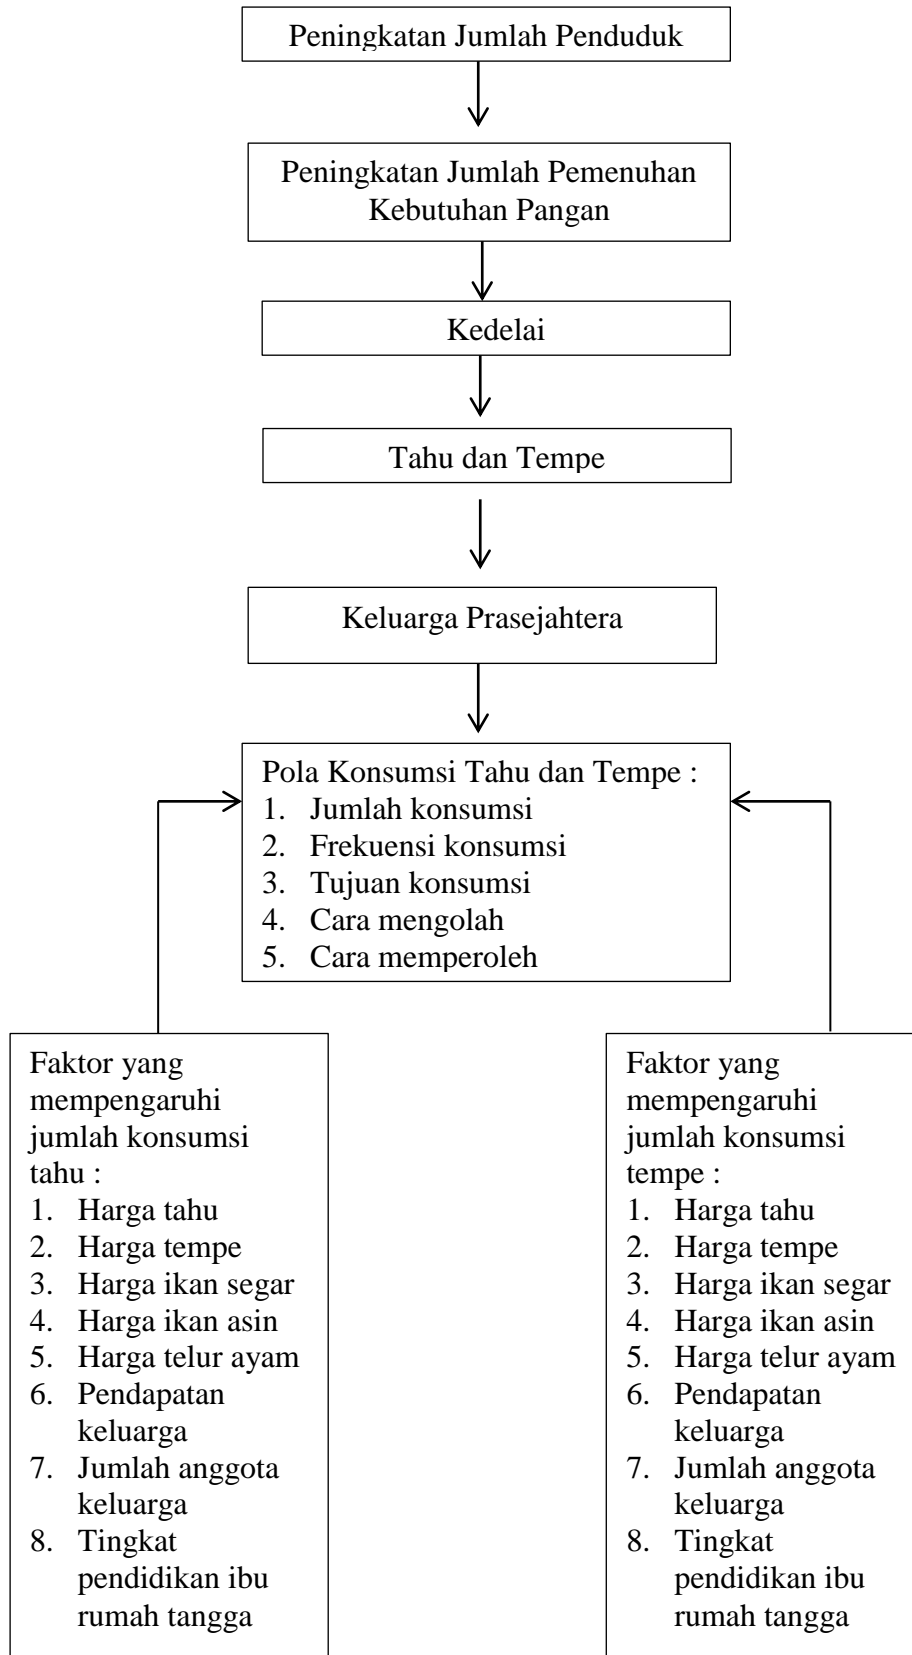 Peningkatan Jumlah Penduduk
Peningkatan Jumlah Pemenuhan
Kebutuhan Pangan
Kedelai
Tahu dan Tempe
Keluarga Prasejahtera
Pola Konsumsi Tahu dan Tempe :
1. Jumlah konsumsi
2. Frekuensi konsumsi
3. Tujuan konsumsi
4. Cara mengolah
5. Cara memperoleh
Faktor yang
mempengaruhi
jumlah konsumsi
tahu :
1. Harga tahu
2. Harga tempe
3. Harga ikan segar
4. Harga ikan asin
5. Harga telur ayam
6. Pendapatan
keluarga
7. Jumlah anggota
keluarga
8. Tingkat
pendidikan ibu
rumah tangga
Faktor yang
mempengaruhi
jumlah konsumsi
tempe :
1. Harga tahu
2. Harga tempe
3. Harga ikan segar
4. Harga ikan asin
5. Harga telur ayam
6. Pendapatan
keluarga
7. Jumlah anggota
keluarga
8. Tingkat
pendidikan ibu
rumah tangga